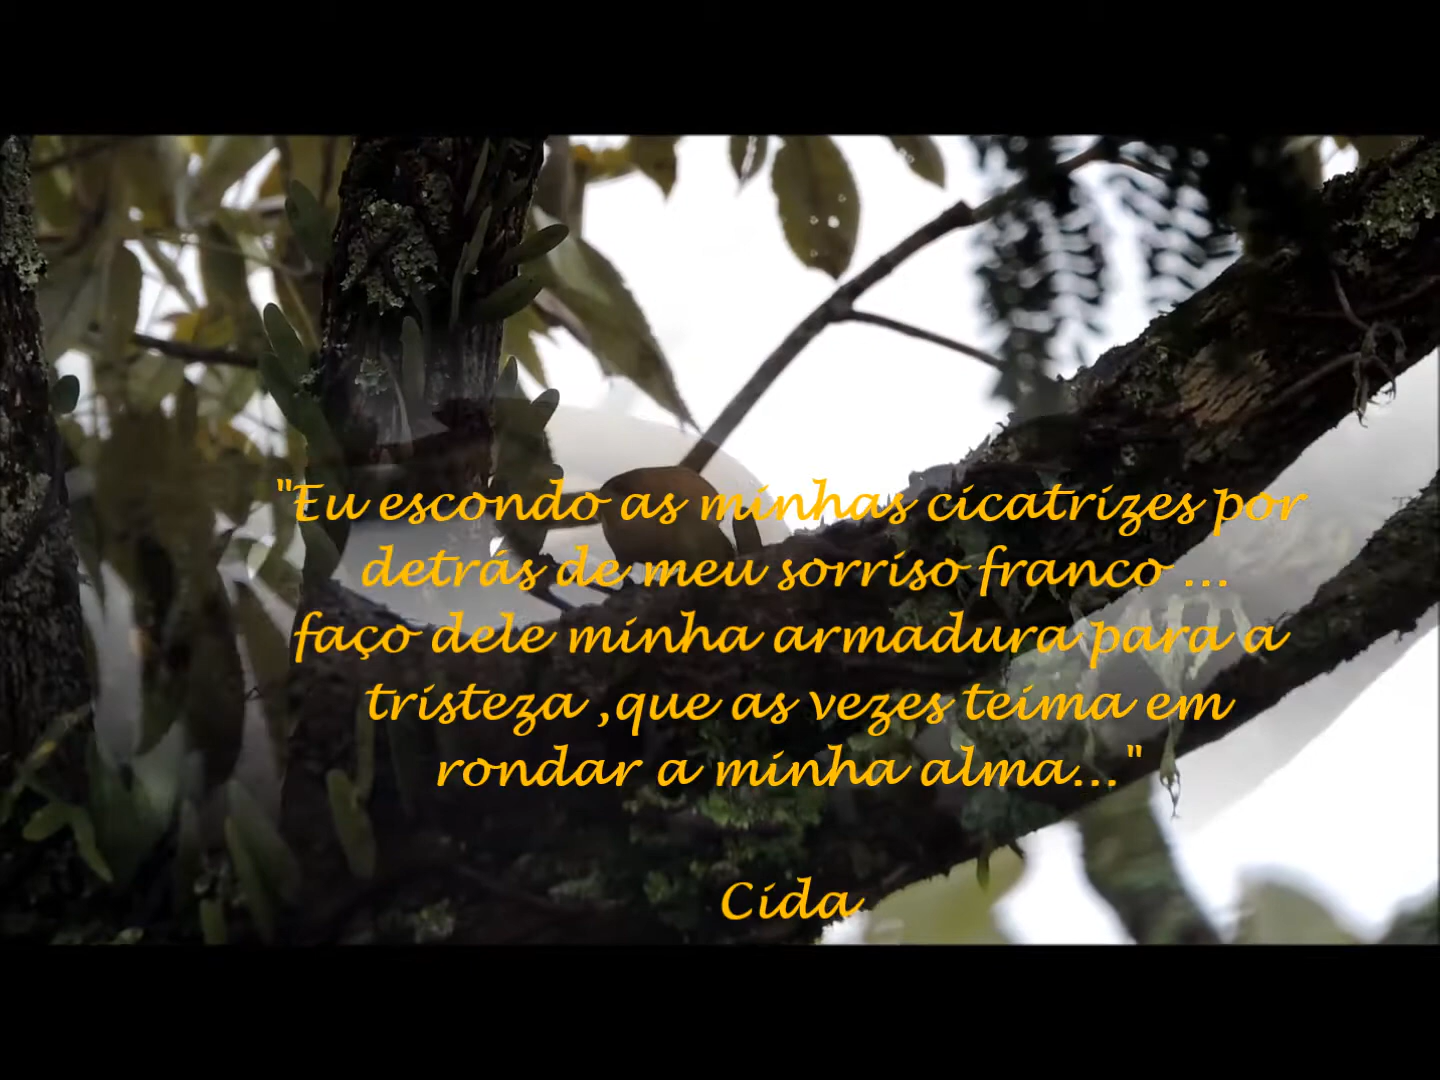 "Eu escondo as minhas cicatrizes por
detrás de meu sorriso franco ...
faço dele minha armadura para a
tristeza ,que as vezes teima em
rondar a minha alma..."
Cida